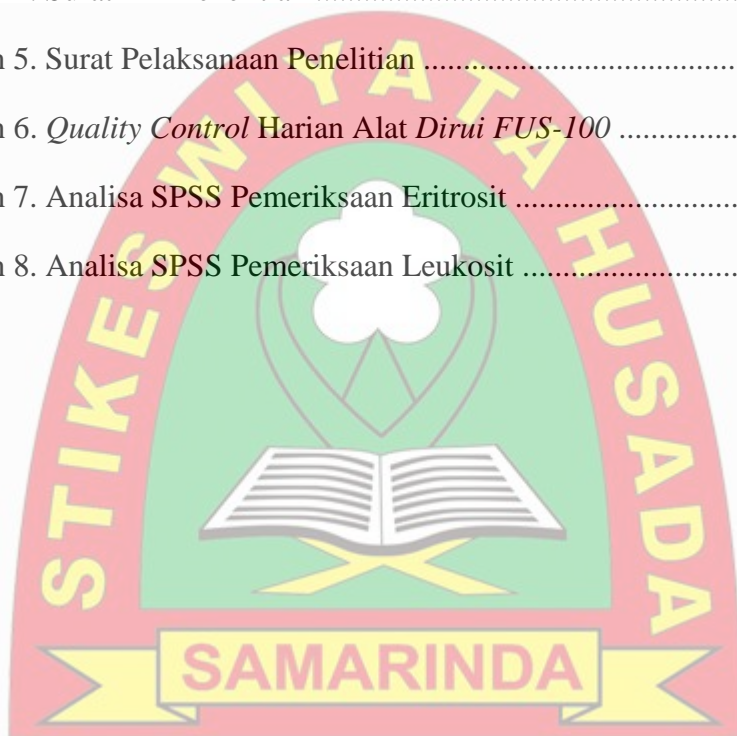 Surat
n 5. Surat Pelaksanaan Penelitian ....................................
n 6. Quality Control Harian Alat Dirui FUS-100 .................
n 7. Analisa SPSS Pemeriksaan Eritrosit ..............................
n 8. Analisa SPSS Pemeriksaan Leukosit .............................
STIKES WIYATA HUSADA
SAMARINDA